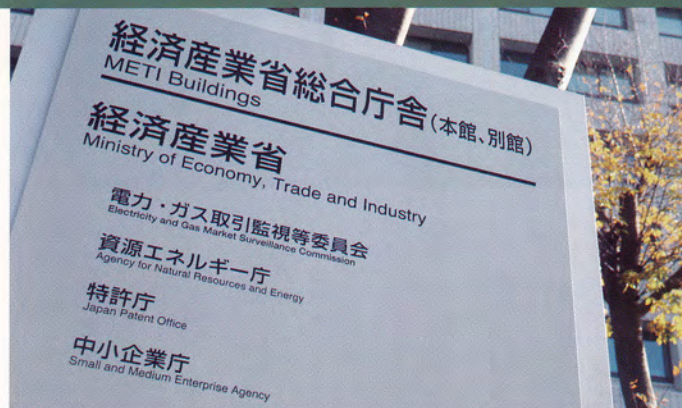 経済産業省総合庁舎(本館、別館)
METI Buildings
経済産業省
Ministry of Economy, Trade and Industry
電力・ガス取引監視等委員会
Electricity and Gas Market Surveillance Commission
資源エネルギー庁
Agency for Natural Resources and Energy
特許庁
Japan Patent Office
中小企業庁
Small and Medium Enterprise Agency